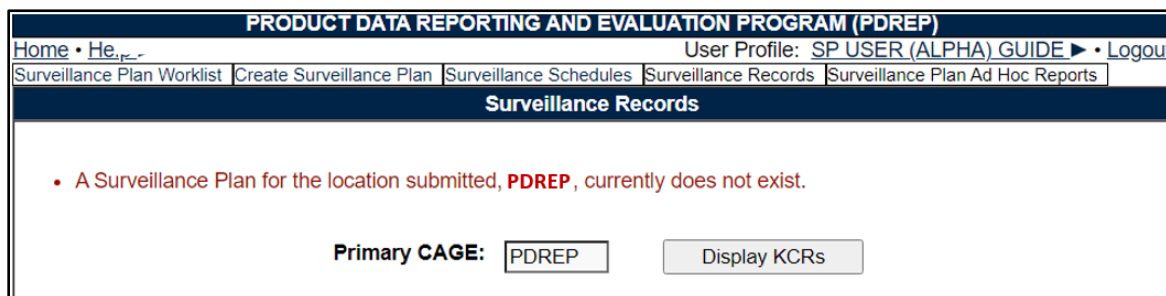 PRODUCT DATA REPORTING AND EVALUATION PROGRAM (PDREP)
Home • User Profile: SP USER (ALPHA) GUIDE ► • Logou
Surveillance Plan Worklist Create Surveillance Plan Surveillance Schedules Surveillance Records Surveillance Plan Ad Hoc Reports
Surveillance Records
• A Surveillance Plan for the location submitted, PDREP, currently does not exist.
Primary CAGE: PDREP Display KCRs